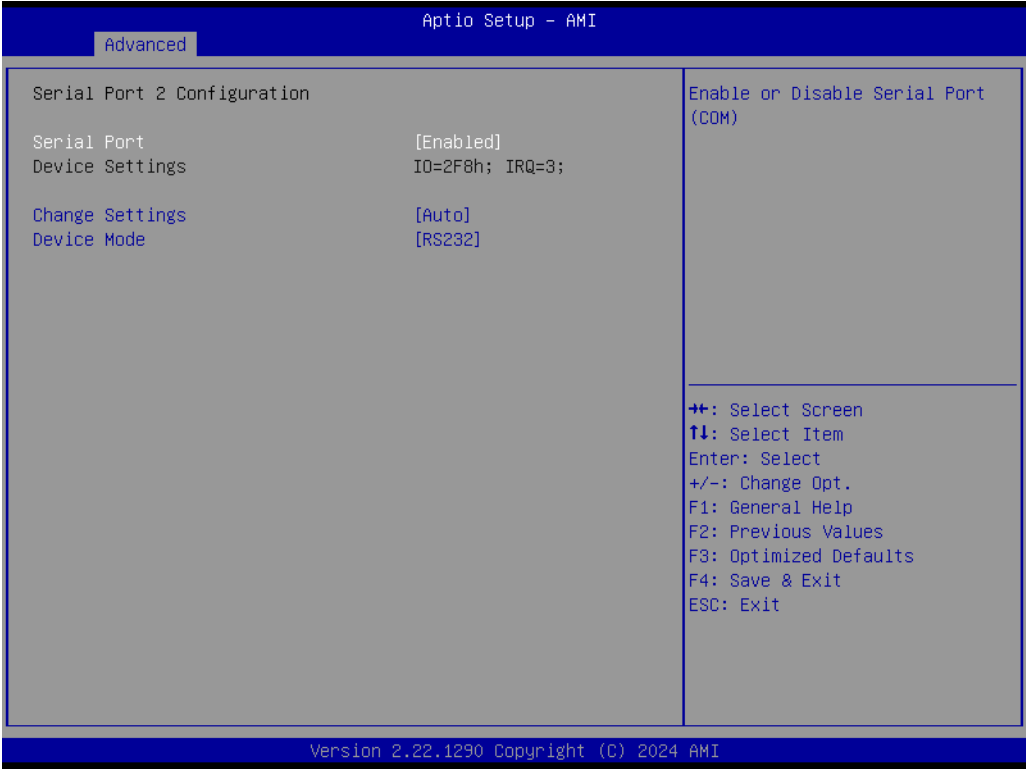 Aptio Setup – AMI
Advanced
Serial Port 2 Configuration
Serial Port [Enabled]
Device Settings IO=2F8h; IRQ=3;
Change Settings [Auto]
Device Mode [RS232]
Enable or Disable Serial Port
(COM)
→←: Select Screen
↑↓: Select Item
Enter: Select
+/-: Change Opt.
F1: General Help
F2: Previous Values
F3: Optimized Defaults
F4: Save & Exit
ESC: Exit
Version 2.22.1290 Copyright (C) 2024 AMI